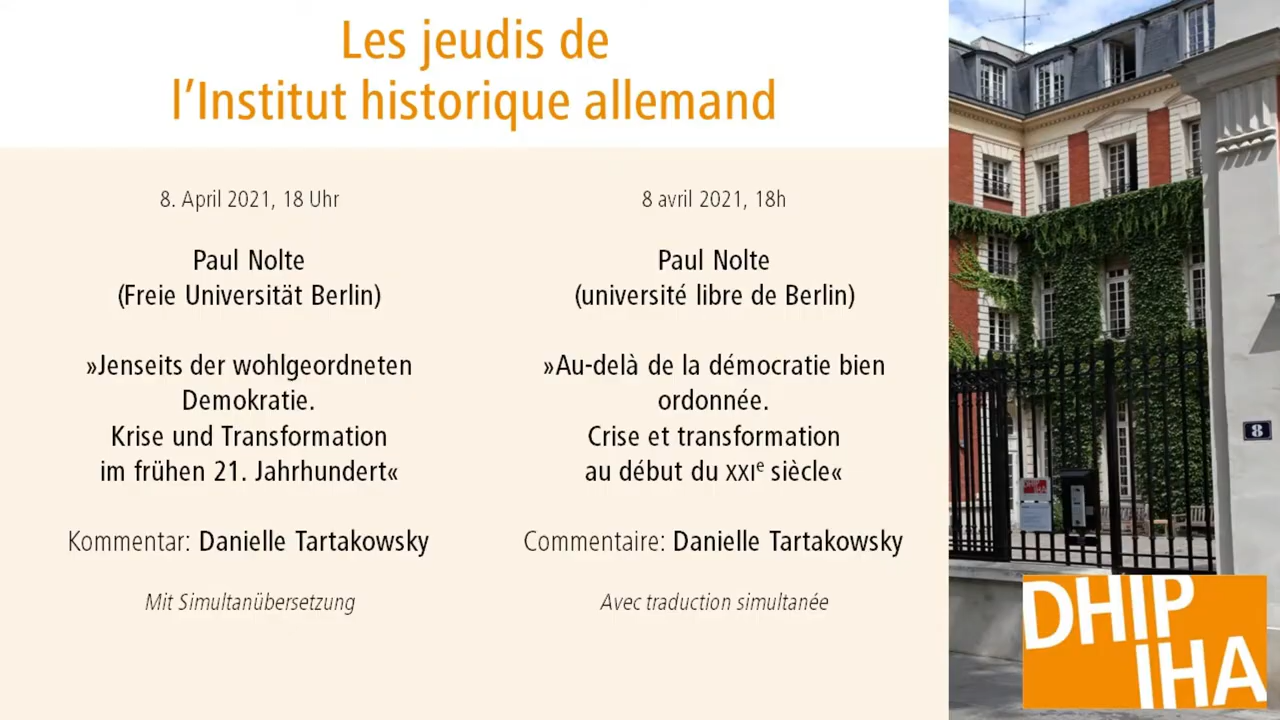 Les jeudis de
l'Institut historique allemand
8. April 2021, 18 Uhr
Paul Nolte
(Freie Universität Berlin)
»Jenseits der wohlgeordneten
Demokratie.
Krise und Transformation
im frühen 21. Jahrhundert«
Kommentar: Danielle Tartakowsky
Mit Simultanübersetzung
8 avril 2021, 18h
Paul Nolte
(université libre de Berlin)
»Au-delà de la démocratie bien
ordonnée.
Crise et transformation
au début du XXIe siècle«
Commentaire: Danielle Tartakowsky
Avec traduction simultanée
8
DHIP
IHA